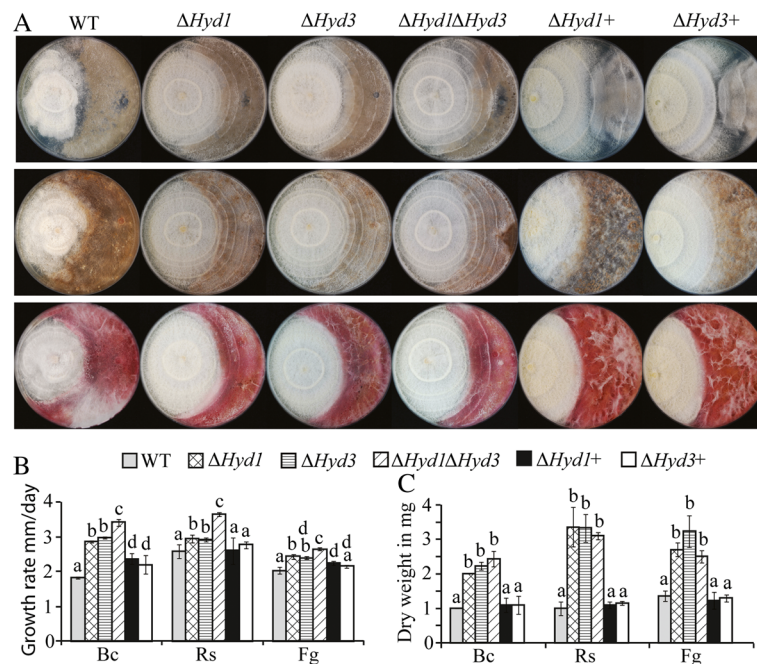 A WT ΔHyd1 ΔHyd3 ΔHyd1ΔHyd3 ΔHyd1+ ΔHyd3+
B WT ΔHyd1 ΔHyd3 ΔHyd1ΔHyd3 ΔHyd1+ ΔHyd3+
Growth rate mm/day
4
3
2
1
0
a b b c d d
a b b c a a
a b b d c d d a
Bc Rs Fg
C
Dry weight in mg
4
3
2
1
0
a b b b a a
a b b b a a
a b b b a a
Bc Rs Fg